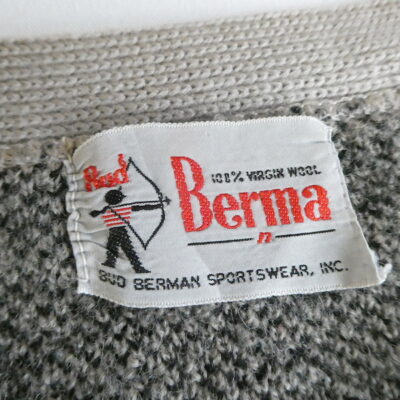 Bud
100% VIRGIN WOOL
Berma
n
BUD BERMAN SPORTSWEAR, INC.